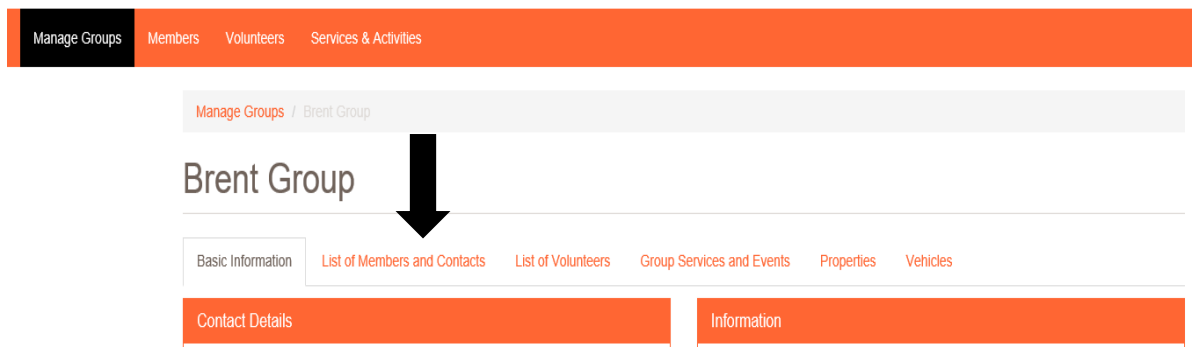 Manage Groups Members Volunteers Services & Activities
Manage Groups / Brent Group
Brent Group
Basic Information List of Members and Contacts List of Volunteers Group Services and Events Properties Vehicles
Contact Details Information